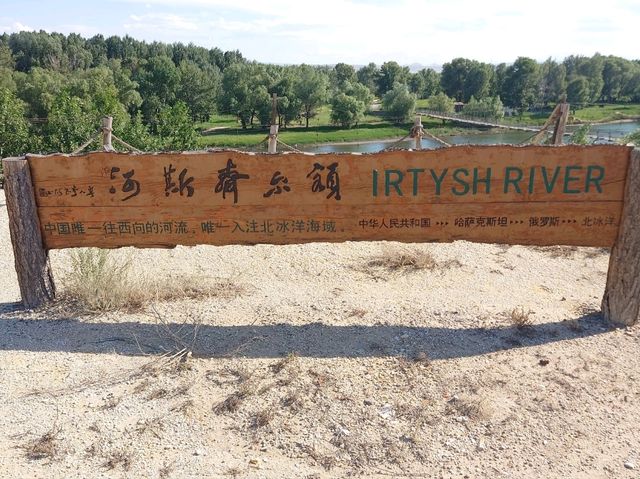 額尔齊斯河
IRTYSH RIVER
中国唯一往西向的河流，唯一入注北冰洋海域．
中华人民共和国 ••• 哈萨克斯坦 ••• 俄罗斯 ••• 北冰洋